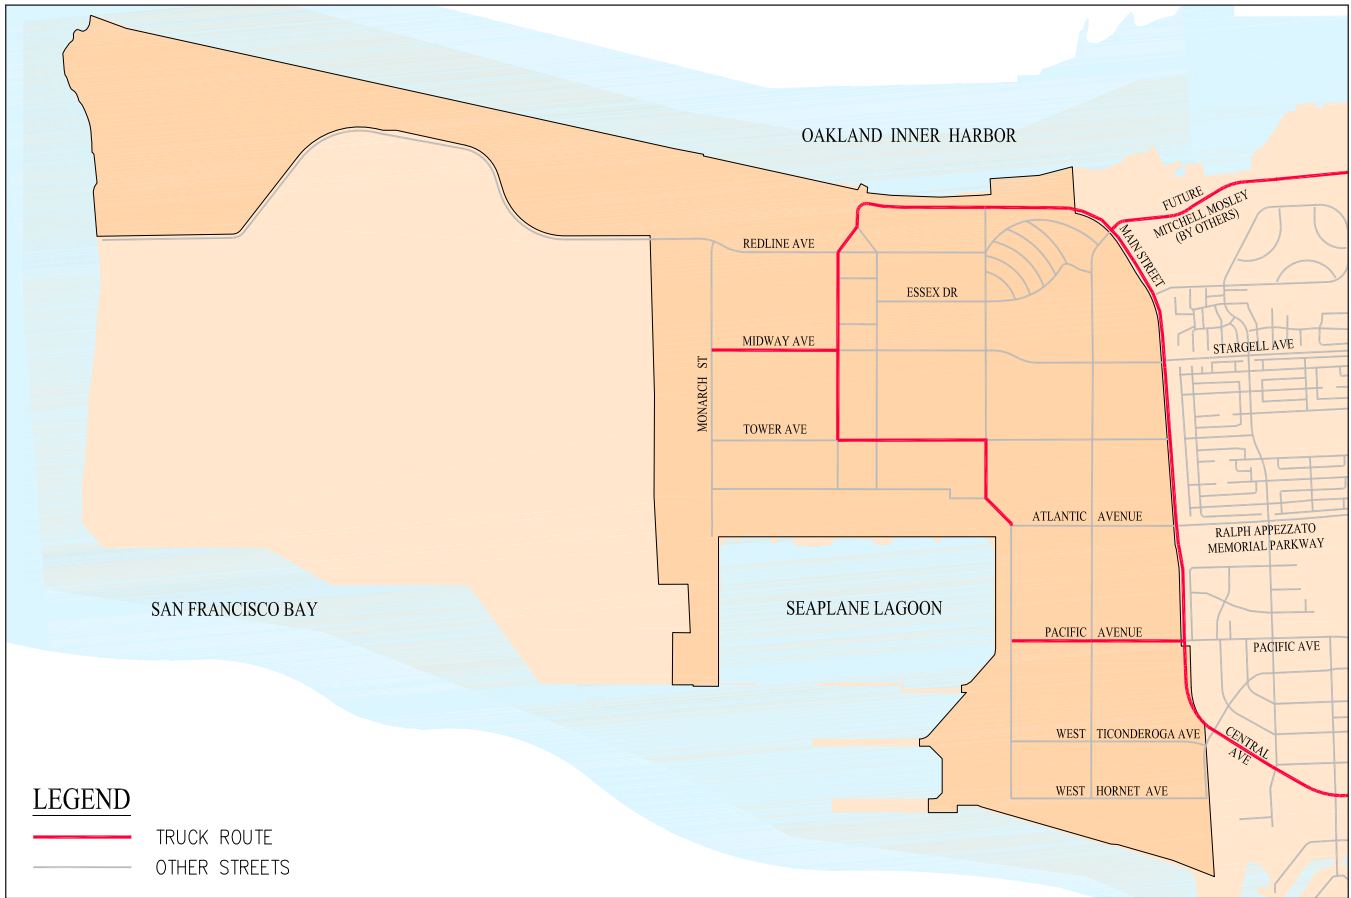 OAKLAND INNER HARBOR
FUTURE
MITCHELL MOSLEY
(BY OTHERS)
MAIN STREET
REDLINE AVE
ESSEX DR
MIDWAY AVE
STARGELL AVE
MONARCH ST
TOWER AVE
ATLANTIC AVENUE
RALPH APPEZZATO
MEMORIAL PARKWAY
SAN FRANCISCO BAY
SEAPLANE LAGOON
PACIFIC AVENUE
PACIFIC AVE
WEST TICONDEROGA AVE
CENTRAL
AVE
WEST HORNET AVE
LEGEND
TRUCK ROUTE
OTHER STREETS